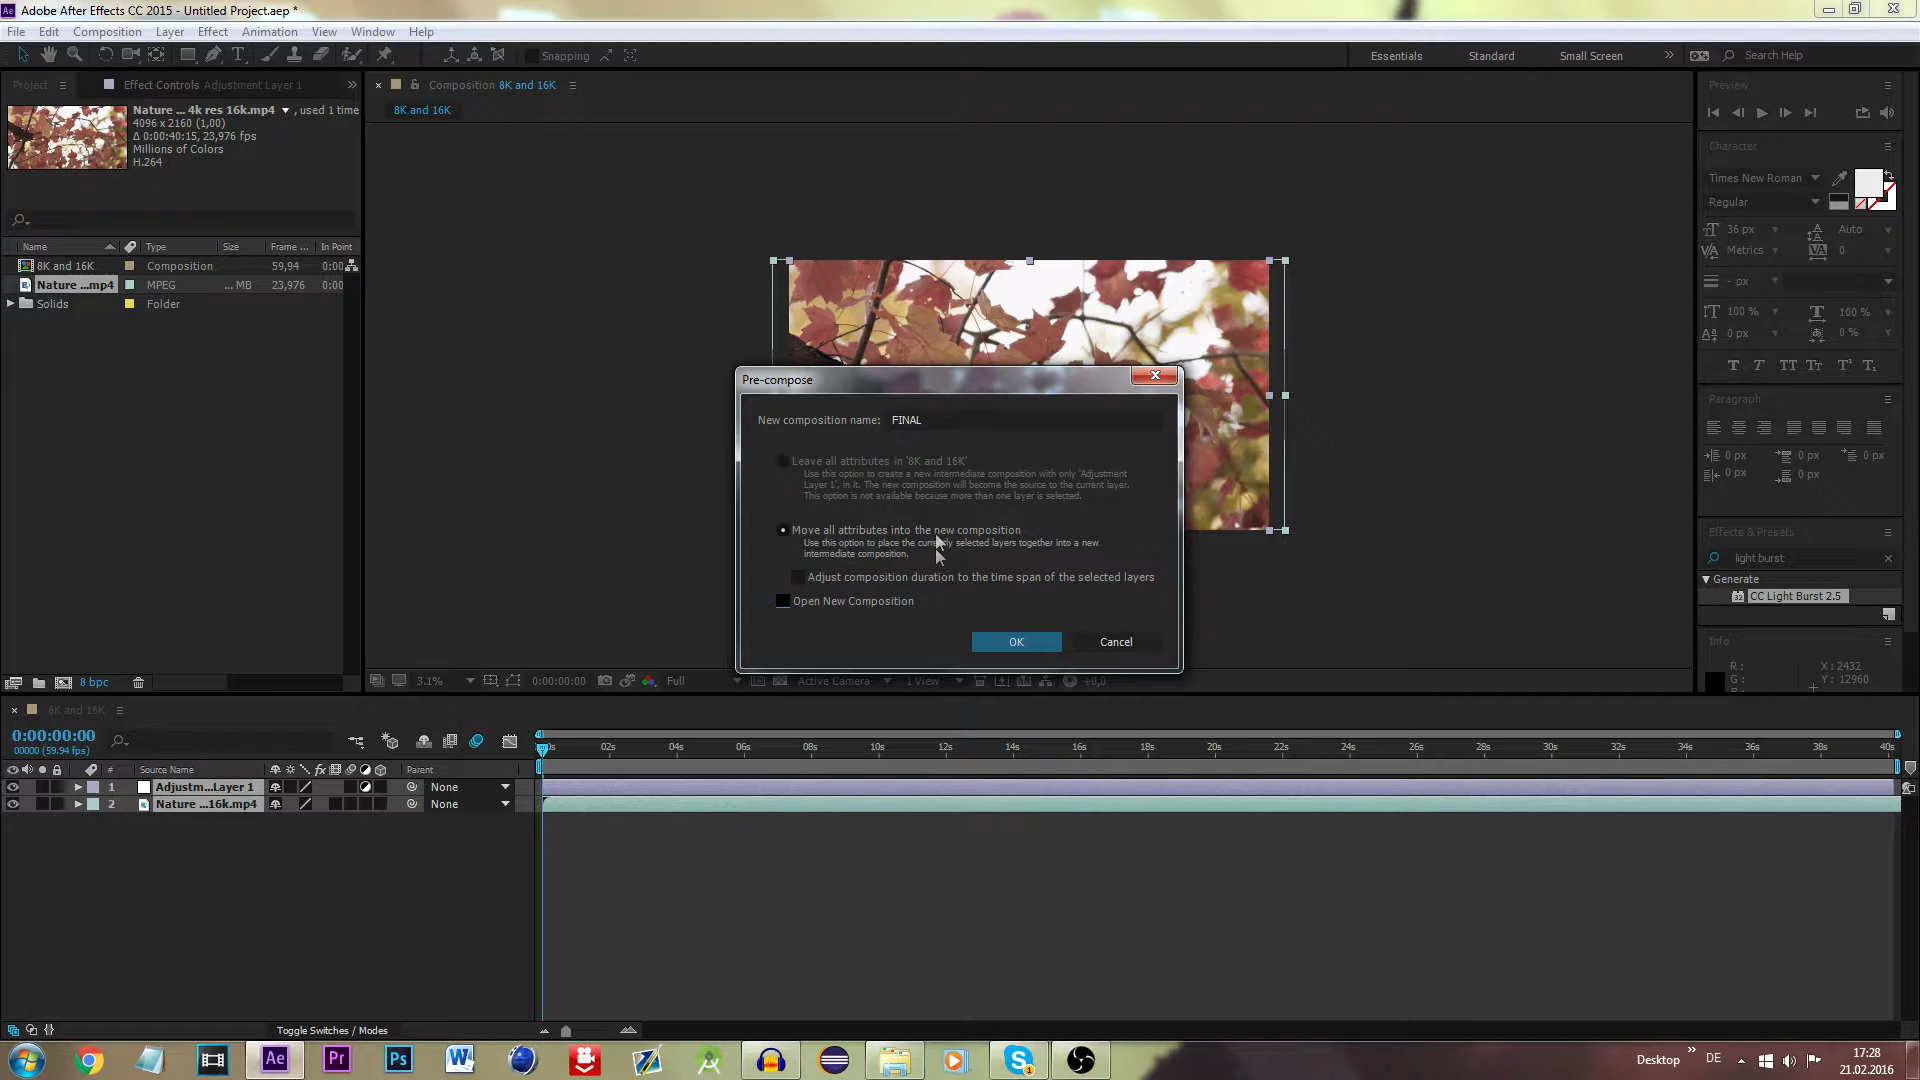 Adobe After Effects CC 2015 - Untitled Project.aep *
File Edit Composition Layer Effect Animation View Window Help
Snapping
Essentials Standard Small Screen » Search Help
Project Effect Controls Adjustment Layer 1 »
Composition 8K and 16K
8K and 16K
Nature ... 4k res 16k.mp4 , used 1 time
4096 x 2160 (1,00)
Δ 0:00:40:15, 23,976 fps
Millions of Colors
H.264
Name Type Size Frame ... In Point
8K and 16K Composition 59,94 0:00
Nature ...mp4 MPEG ... MB 23,976 0:00
Solids Folder
8 bpc
Pre-compose
New composition name: FINAL
Leave all attributes in '8K and 16K'
Use this option to create a new intermediate composition with only 'Adjustment
Layer 1', in it. The new composition will become the source to the current layer.
This option is not available because more than one layer is selected.
Move all attributes into the new composition
Use this option to place the currently selected layers together into a new
intermediate composition.
Adjust composition duration to the time span of the selected layers
Open New Composition
OK Cancel
3.1% 0:00:00:00 Full Active Camera 1 View +0,0
Preview
Character
Times New Roman
Regular
36 px Auto
Metrics 0
- px
100 % 100 %
0 px 0 %
Paragraph
0 px 0 px 0 px
0 px 0 px
Effects & Presets
light burst
Generate
CC Light Burst 2.5
Info
R : X : 2432
G : Y : 12960
8K and 16K
0:00:00:00
00000 (59.94 fps)
02s 04s 06s 08s 10s 12s 14s 16s 18s 20s 22s 24s 26s 28s 30s 32s 34s 36s 38s 40s
# Source Name Parent
1 Adjustm...Layer 1 None
2 Nature ...16k.mp4 None
Toggle Switches / Modes
Ae Pr Ps W
Desktop » DE
17:28
21.02.2016